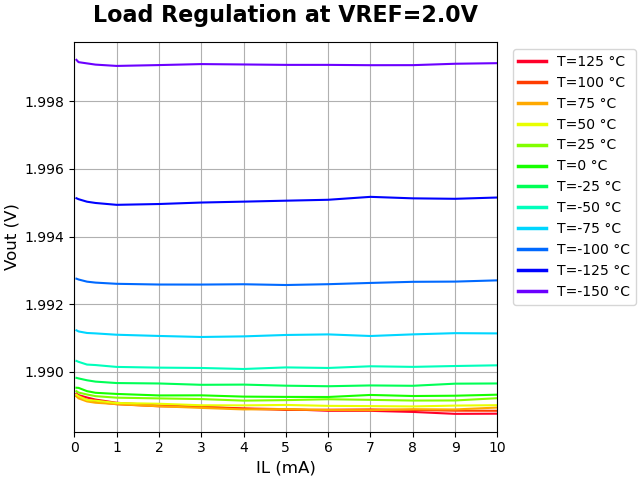 Load Regulation at VREF=2.0V
1.998
1.996
1.994
1.992
1.990
Vout (V)
0 1 2 3 4 5 6 7 8 9 10
IL (mA)
T=125 °C
T=100 °C
T=75 °C
T=50 °C
T=25 °C
T=0 °C
T=-25 °C
T=-50 °C
T=-75 °C
T=-100 °C
T=-125 °C
T=-150 °C